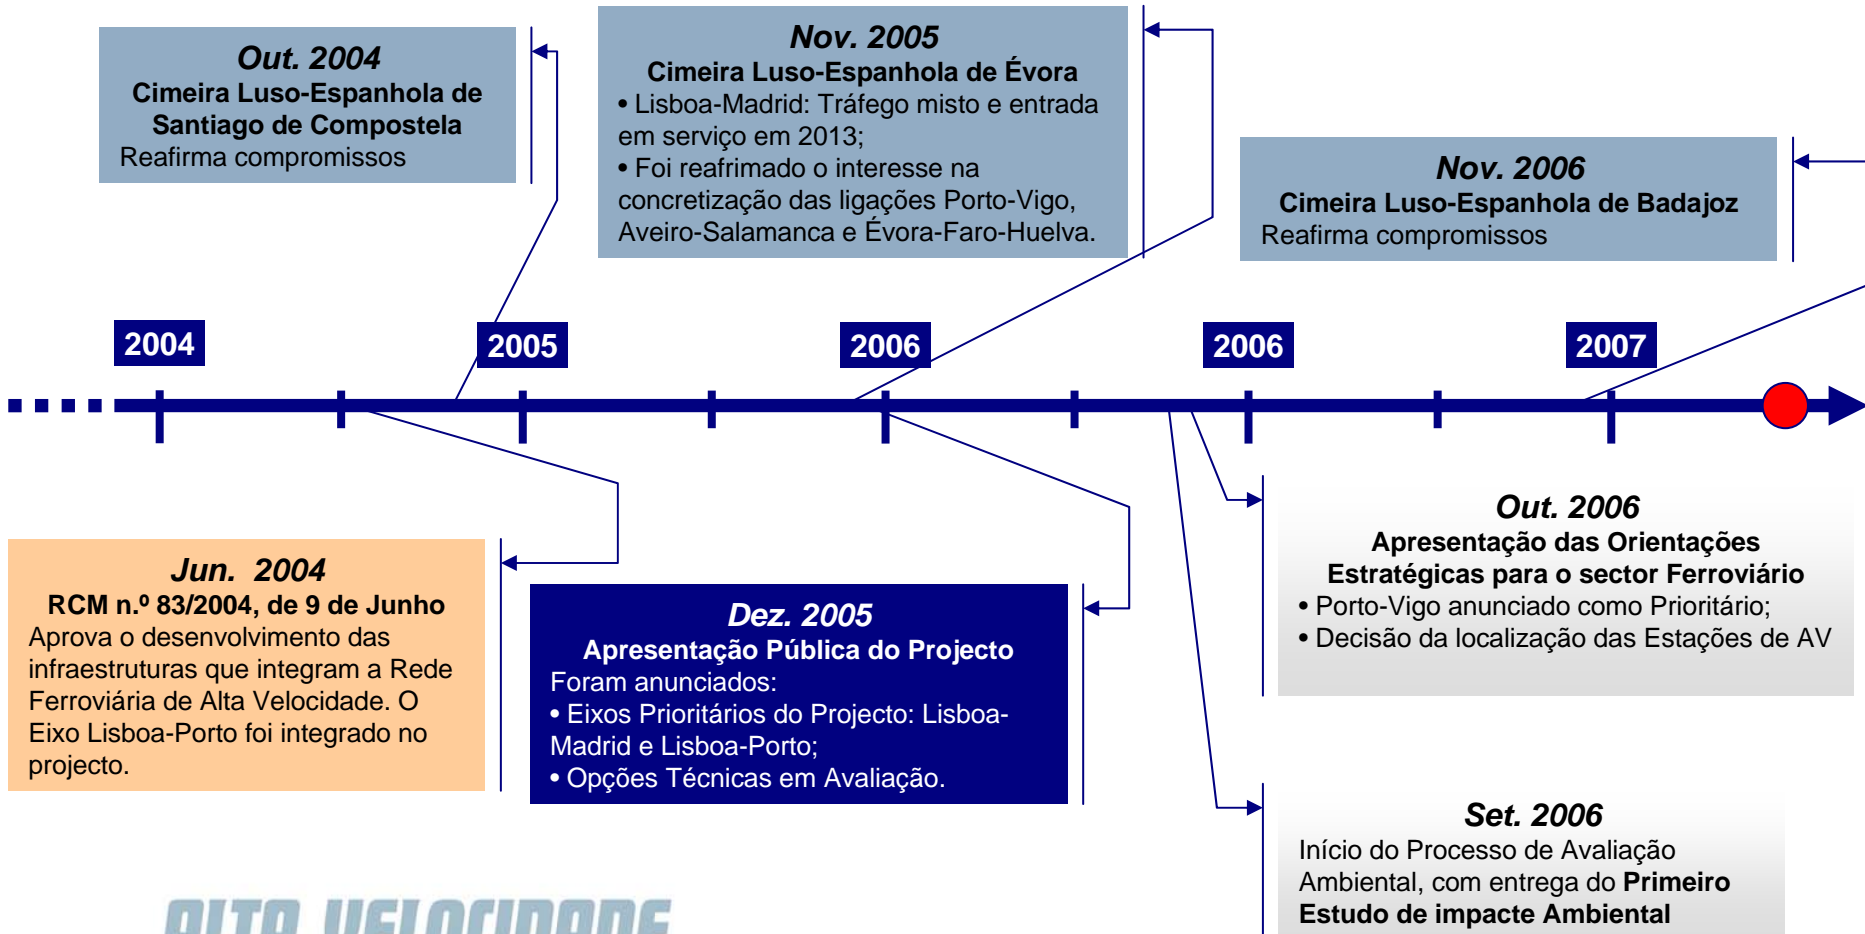 Out. 2004
Cimeira Luso-Espanhola de
Santiago de Compostela
Reafirma compromissos
Nov. 2005
Cimeira Luso-Espanhola de Évora
• Lisboa-Madrid: Tráfego misto e entrada
em serviço em 2013;
• Foi reafrimado o interesse na
concretização das ligações Porto-Vigo,
Aveiro-Salamanca e Évora-Faro-Huelva.
Nov. 2006
Cimeira Luso-Espanhola de Badajoz
Reafirma compromissos
2004
2005
2006
2006
2007
Jun. 2004
RCM n.º 83/2004, de 9 de Junho
Aprova o desenvolvimento das
infraestruturas que integram a Rede
Ferroviária de Alta Velocidade. O
Eixo Lisboa-Porto foi integrado no
projecto.
Dez. 2005
Apresentação Pública do Projecto
Foram anunciados:
• Eixos Prioritários do Projecto: Lisboa-
Madrid e Lisboa-Porto;
• Opções Técnicas em Avaliação.
Out. 2006
Apresentação das Orientações
Estratégicas para o sector Ferroviário
• Porto-Vigo anunciado como Prioritário;
• Decisão da localização das Estações de AV
Set. 2006
Início do Processo de Avaliação
Ambiental, com entrega do Primeiro
Estudo de impacte Ambiental
ALTA VELOCIDADE